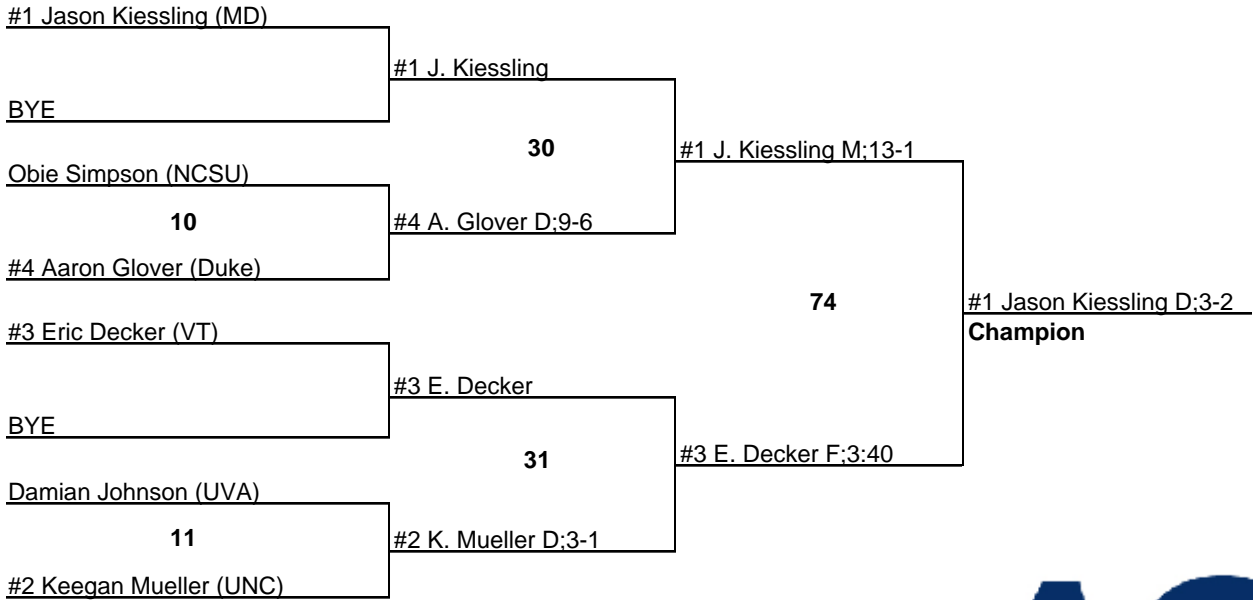 #1 Jason Kiessling (MD)
#1 J. Kiessling
BYE
30
#1 J. Kiessling M;13-1
Obie Simpson (NCSU)
10
#4 A. Glover D;9-6
#4 Aaron Glover (Duke)
74
#1 Jason Kiessling D;3-2
#3 Eric Decker (VT)
Champion
#3 E. Decker
BYE
31
#3 E. Decker F;3:40
Damian Johnson (UVA)
11
#2 K. Mueller D;3-1
#2 Keegan Mueller (UNC)